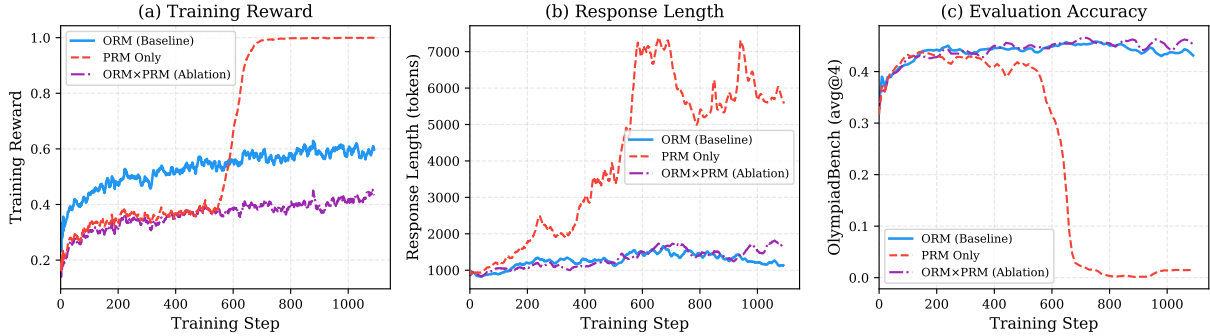 (a) Training Reward
Training Reward
1.0
0.8
0.6
0.4
0.2
ORM (Baseline)
PRM Only
ORM×PRM (Ablation)
0
200
400
600
800
1000
Training Step
(b) Response Length
Response Length (tokens)
7000
6000
5000
4000
3000
2000
1000
ORM (Baseline)
PRM Only
ORM×PRM (Ablation)
0
200
400
600
800
1000
Training Step
(c) Evaluation Accuracy
OlympiadBench (avg@4)
0.4
0.3
0.2
0.1
0.0
ORM (Baseline)
PRM Only
ORM×PRM (Ablation)
0
200
400
600
800
1000
Training Step